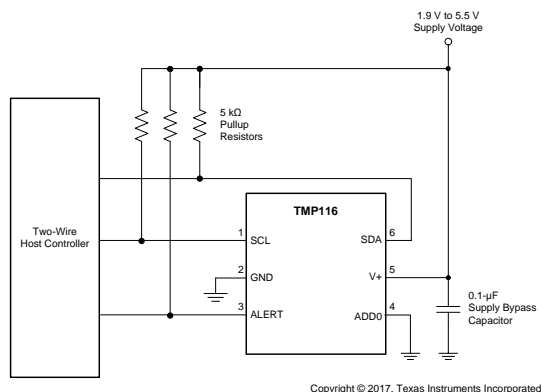 1.9 V to 5.5 V
Supply Voltage
5 kΩ
Pullup
Resistors
Two-Wire
Host Controller
TMP116
1
SCL
SDA
6
2
GND
V+
5
3
ALERT
ADD0
4
0.1-µF
Supply Bypass
Capacitor
Copyright © 2017, Texas Instruments Incorporated